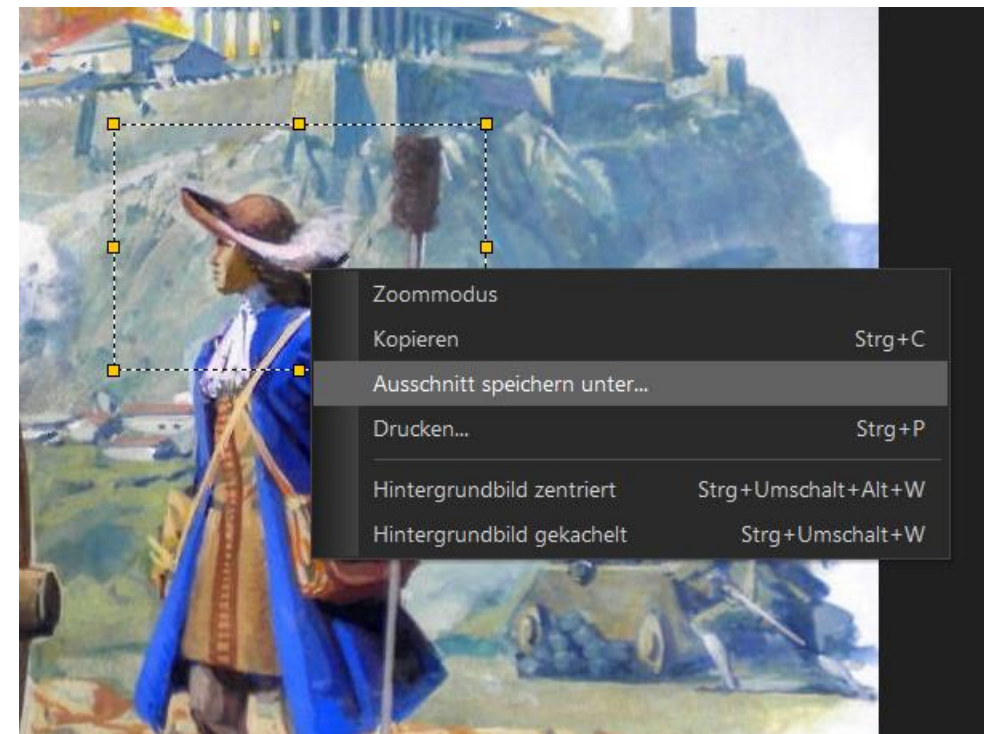 Zoommodus
Kopieren Strg+C
Ausschnitt speichern unter...
Drucken... Strg+P
Hintergrundbild zentriert Strg+Umschalt+Alt+W
Hintergrundbild gekachelt Strg+Umschalt+W